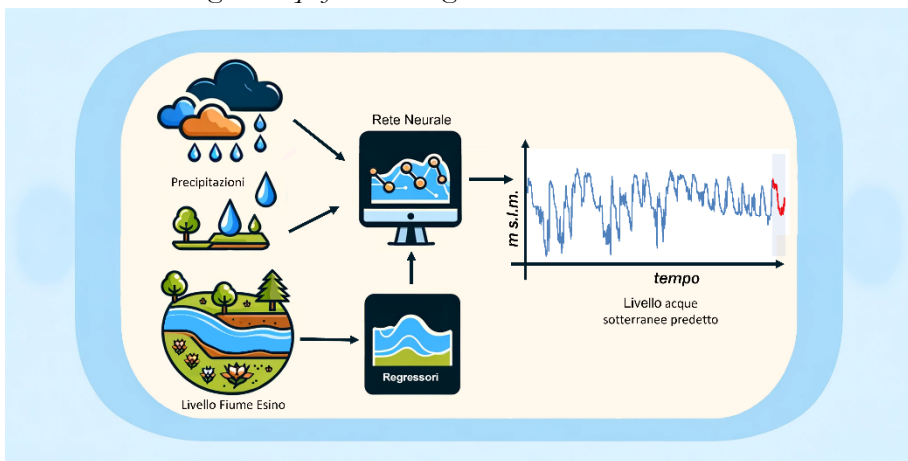 Rete Neurale
Precipitazioni
m s.l.m.
tempo
Livello acque
sotterranee predetto
Regressori
Livello Fiume Esino